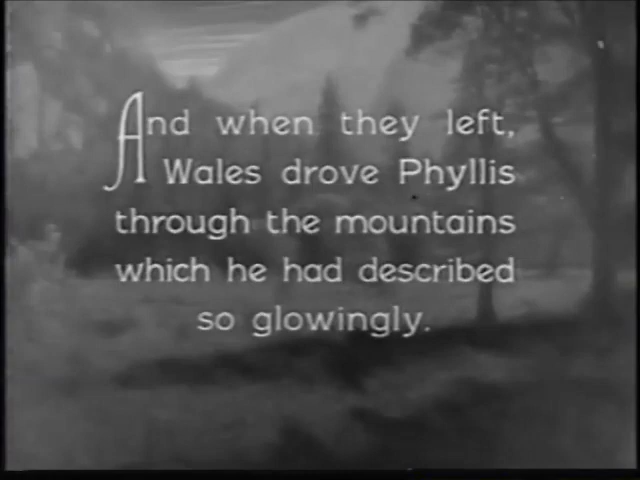 And when they left,
Wales drove Phyllis
through the mountains
which he had described
so glowingly.